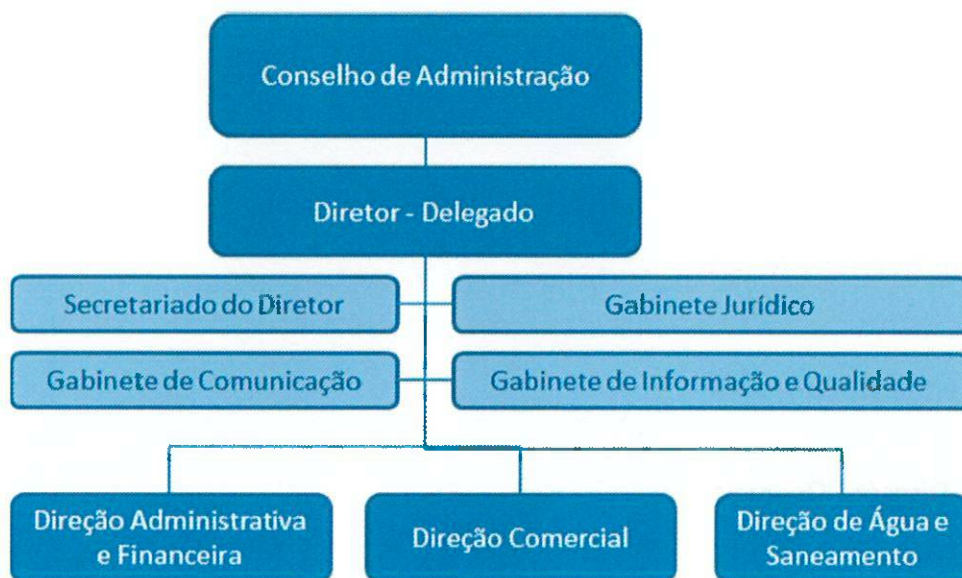 Conselho de Administração
Diretor - Delegado
Secretariado do Diretor
Gabinete Jurídico
Gabinete de Comunicação
Gabinete de Informação e Qualidade
Direção Administrativa
e Financeira
Direção Comercial
Direção de Água e
Saneamento